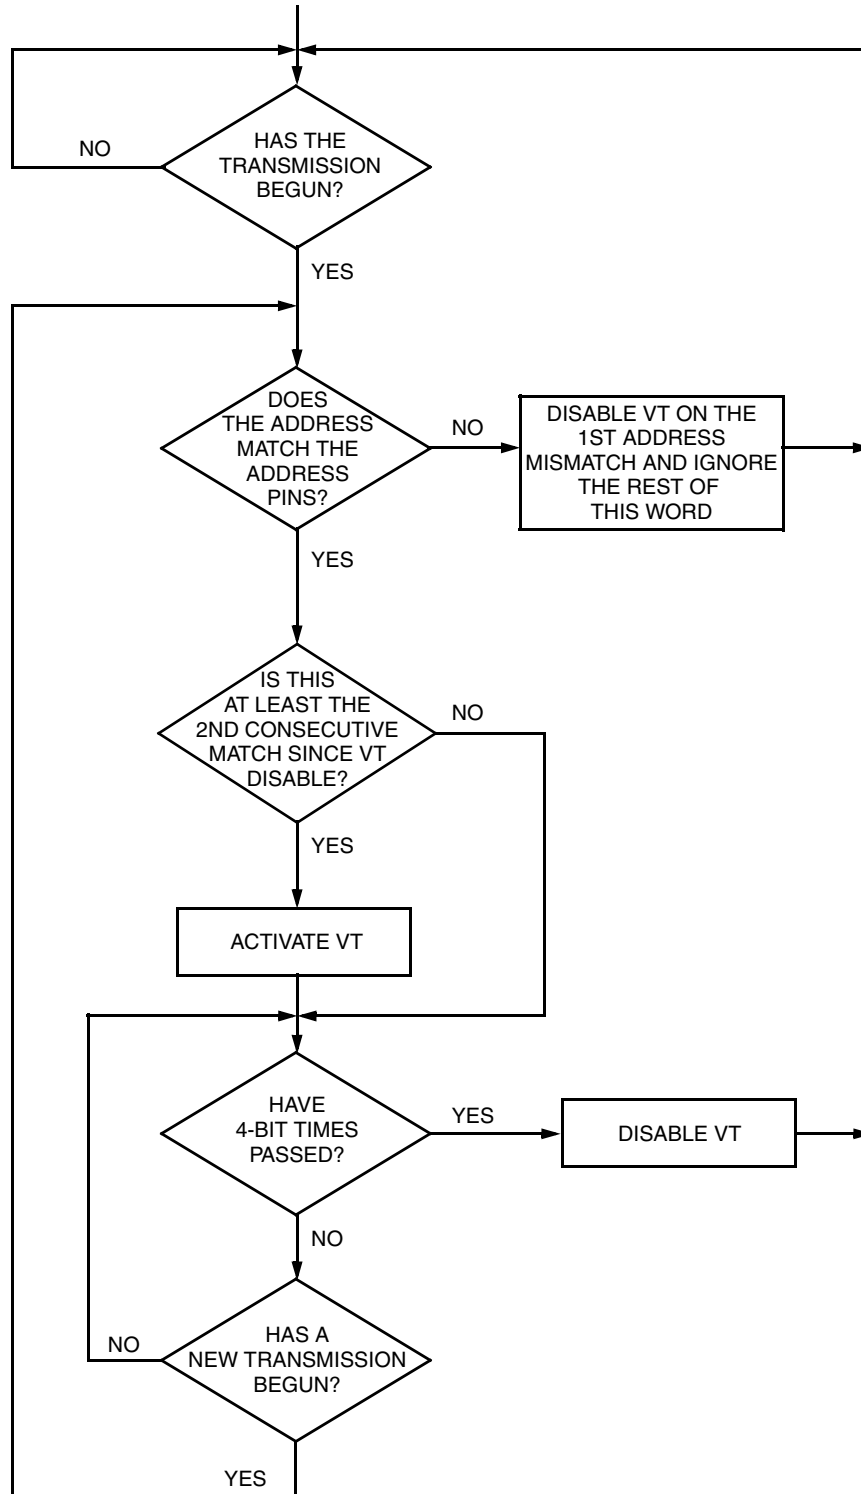 HAS THE
TRANSMISSION
BEGUN?
NO
YES
DOES
THE ADDRESS
MATCH THE
ADDRESS
PINS?
NO
DISABLE VT ON THE
1ST ADDRESS
MISMATCH AND IGNORE
THE REST OF
THIS WORD
YES
IS THIS
AT LEAST THE
2ND CONSECUTIVE
MATCH SINCE VT
DISABLE?
NO
YES
ACTIVATE VT
HAVE
4-BIT TIMES
PASSED?
YES
DISABLE VT
NO
HAS A
NEW TRANSMISSION
BEGUN?
NO
YES